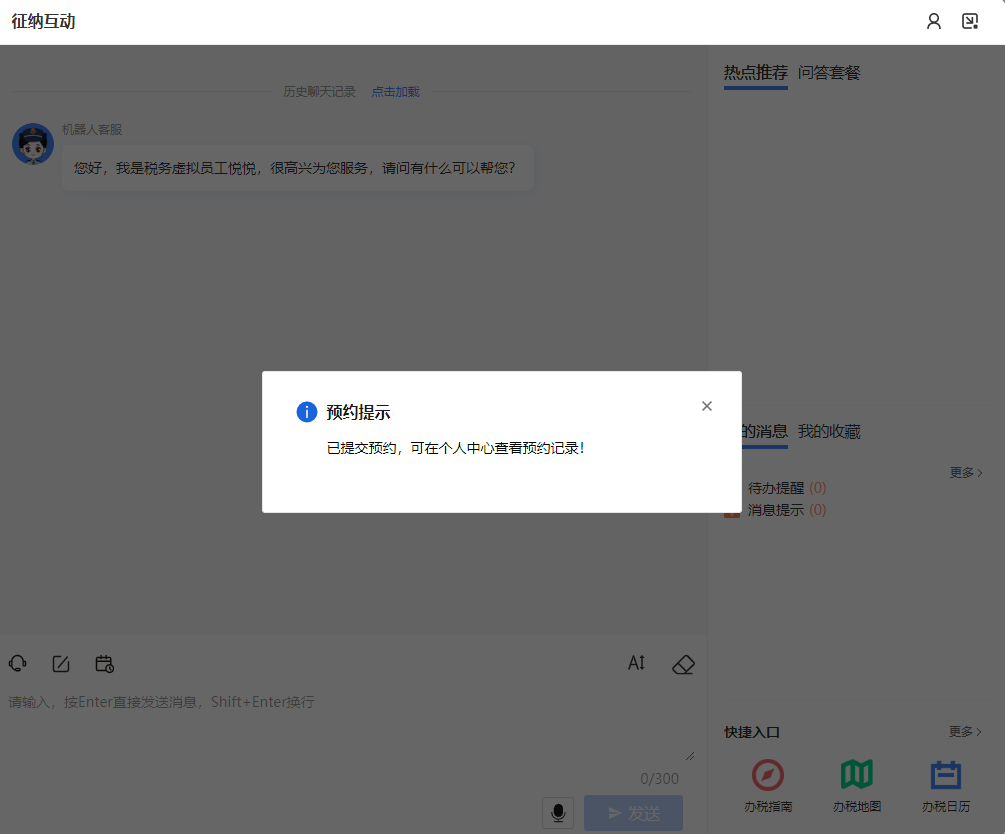 征纳互动
历史聊天记录 点击加载
机器人客服
您好，我是税务虚拟员工悦悦，很高兴为您服务，请问有什么可以帮您？
热点推荐 问答套餐
预约提示
已提交预约，可在个人中心查看预约记录！
的消息 我的收藏
更多
待办提醒 (0)
消息提示 (0)
请输入，按Enter直接发送消息，Shift+Enter换行
0/300
发送
快捷入口 更多
办税指南 办税地图 办税日历